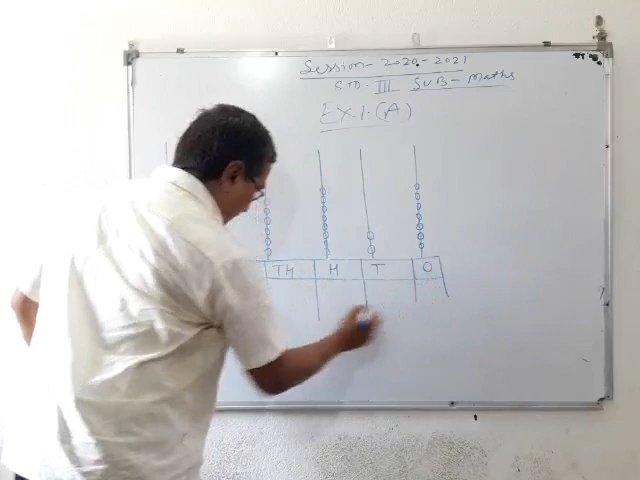 Session - 2020-2021
STD. III SUB - Maths
EX 1.(A)
TH H T O